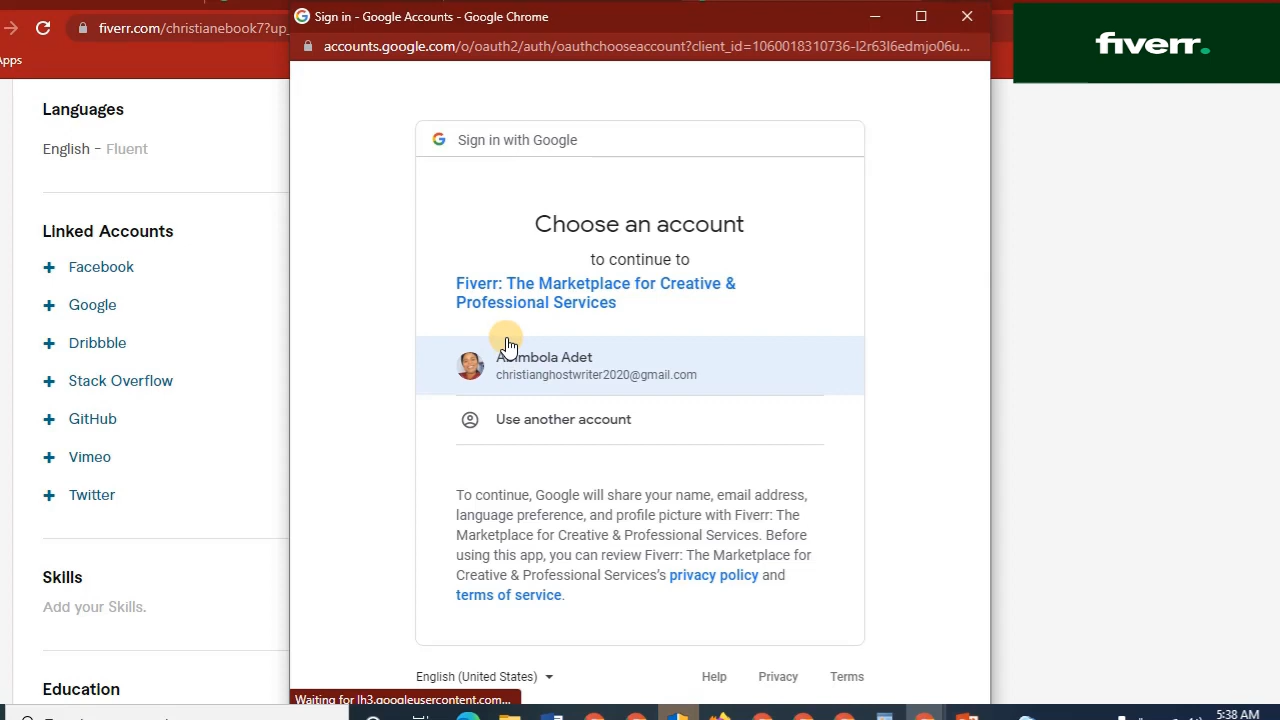 Sign in - Google Accounts - Google Chrome
fiverr.com/christianebook7?up_
accounts.google.com/o/oauth2/auth/oauthchooseaccount?client_id=1060018310736-l2r63l6edmjo06u...
fiverr.
Languages
English - Fluent
Linked Accounts
+ Facebook
+ Google
+ Dribbble
+ Stack Overflow
+ GitHub
+ Vimeo
+ Twitter
Skills
Add your Skills.
Education
Sign in with Google
Choose an account
to continue to
Fiverr: The Marketplace for Creative &
Professional Services
Adet
christianghostwriter2020@gmail.com
Use another account
To continue, Google will share your name, email address,
language preference, and profile picture with Fiverr: The
Marketplace for Creative & Professional Services. Before
using this app, you can review Fiverr: The Marketplace for
Creative & Professional Services's privacy policy and
terms of service.
English (United States)
Help
Privacy
Terms
Waiting for lh3.googleusercontent.com...
5:38 AM